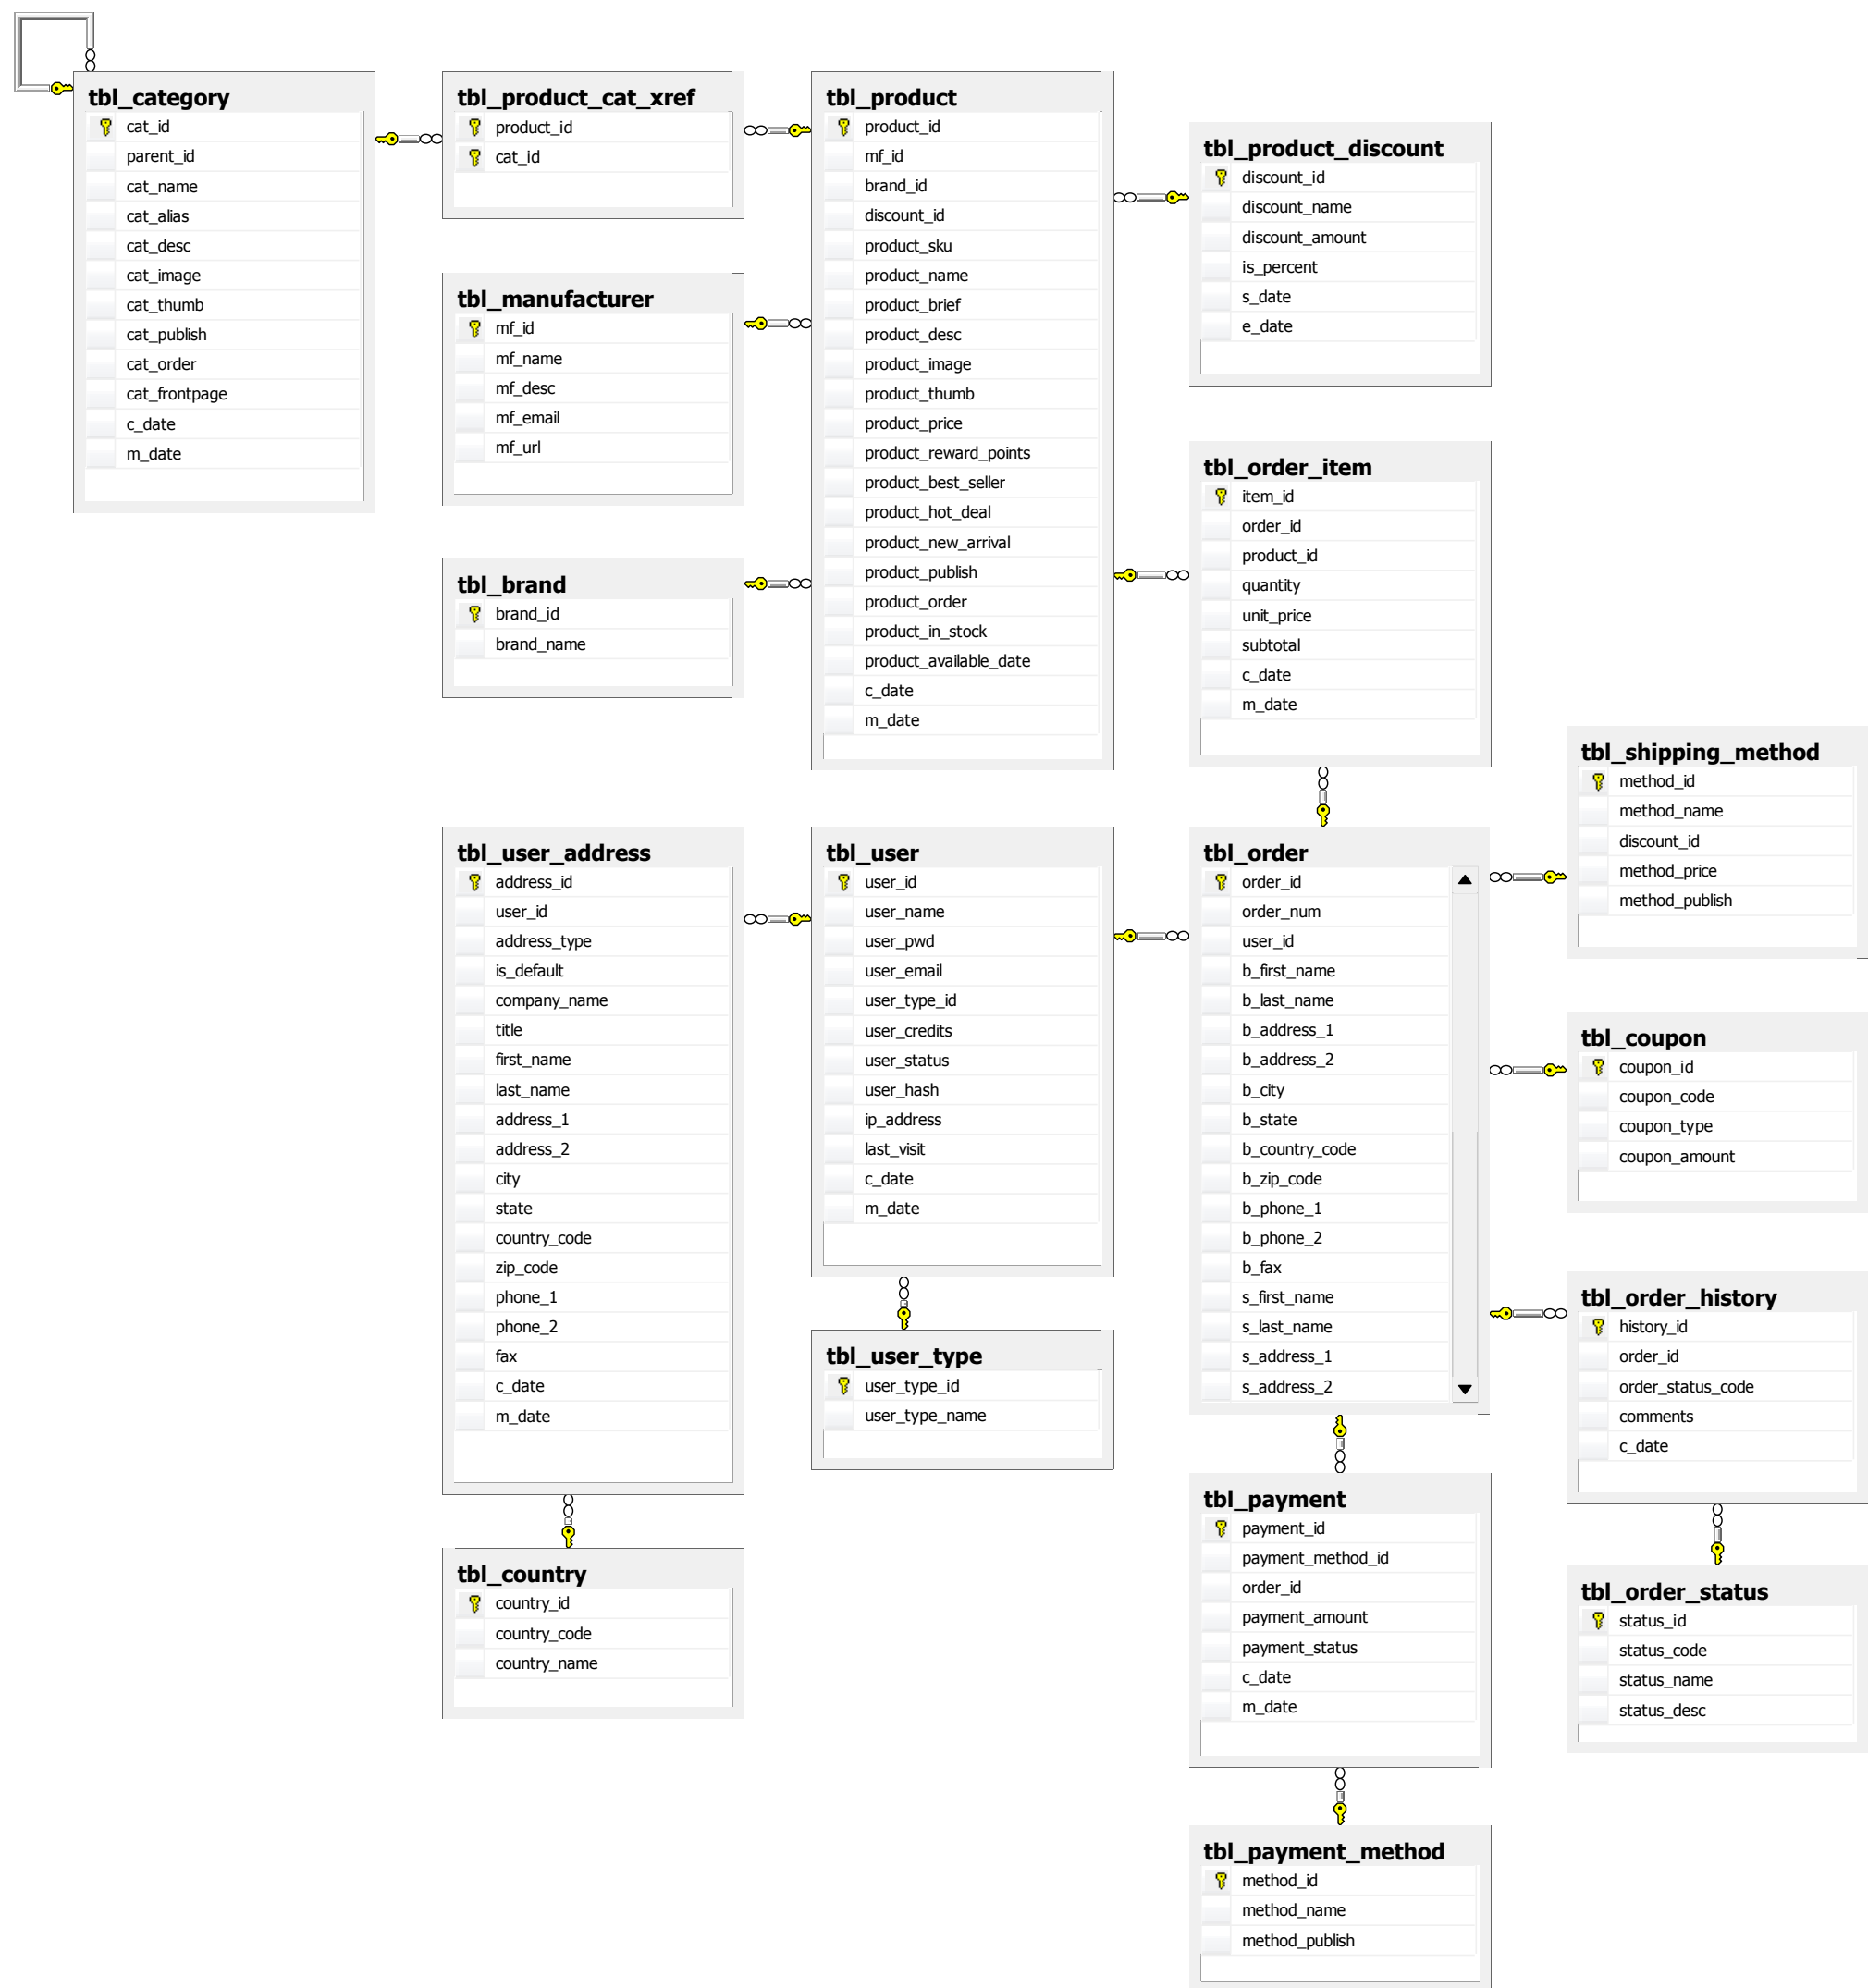 tbl_category
cat_id
parent_id
cat_name
cat_alias
cat_desc
cat_image
cat_thumb
cat_publish
cat_order
cat_frontpage
c_date
m_date
tbl_product_cat_xref
product_id
cat_id
tbl_manufacturer
mf_id
mf_name
mf_desc
mf_email
mf_url
tbl_brand
brand_id
brand_name
tbl_product
product_id
mf_id
brand_id
discount_id
product_sku
product_name
product_brief
product_desc
product_image
product_thumb
product_price
product_reward_points
product_best_seller
product_hot_deal
product_new_arrival
product_publish
product_order
product_in_stock
product_available_date
c_date
m_date
tbl_product_discount
discount_id
discount_name
discount_amount
is_percent
s_date
e_date
tbl_order_item
item_id
order_id
product_id
quantity
unit_price
subtotal
c_date
m_date
tbl_shipping_method
method_id
method_name
discount_id
method_price
method_publish
tbl_user_address
address_id
user_id
address_type
is_default
company_name
title
first_name
last_name
address_1
address_2
city
state
country_code
zip_code
phone_1
phone_2
fax
c_date
m_date
tbl_user
user_id
user_name
user_pwd
user_email
user_type_id
user_credits
user_status
user_hash
ip_address
last_visit
c_date
m_date
tbl_order
order_id
order_num
user_id
b_first_name
b_last_name
b_address_1
b_address_2
b_city
b_state
b_country_code
b_zip_code
b_phone_1
b_phone_2
b_fax
s_first_name
s_last_name
s_address_1
s_address_2
tbl_coupon
coupon_id
coupon_code
coupon_type
coupon_amount
tbl_order_history
history_id
order_id
order_status_code
comments
c_date
tbl_user_type
user_type_id
user_type_name
tbl_country
country_id
country_code
country_name
tbl_payment
payment_id
payment_method_id
order_id
payment_amount
payment_status
c_date
m_date
tbl_order_status
status_id
status_code
status_name
status_desc
tbl_payment_method
method_id
method_name
method_publish